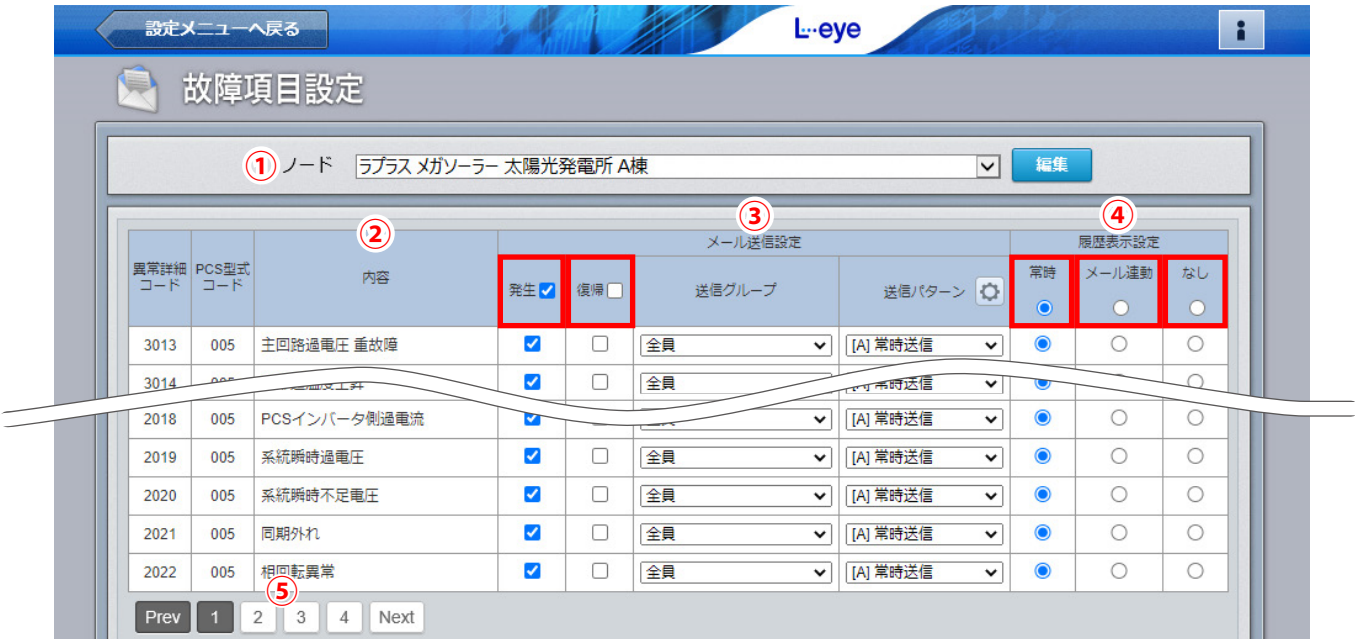 設定メニューへ戻る
L・eye
i
故障項目設定
① ノード ラプラス メガソーラー 太陽光発電所 A棟 編集
② ③ ④
メール送信設定 履歴表示設定
異常詳細コード PCS型式コード 内容 発生 復帰 送信グループ 送信パターン 常時 メール連動 なし
3013 005 主回路過電圧 重故障 全員 [A] 常時送信
3014 005 全員 [A] 常時送信
2018 005 PCSインバータ側過電流 全員 [A] 常時送信
2019 005 系統瞬時過電圧 全員 [A] 常時送信
2020 005 系統瞬時不足電圧 全員 [A] 常時送信
2021 005 同期外れ 全員 [A] 常時送信
2022 005 相回転異常 全員 [A] 常時送信
⑤
Prev 1 2 3 4 Next